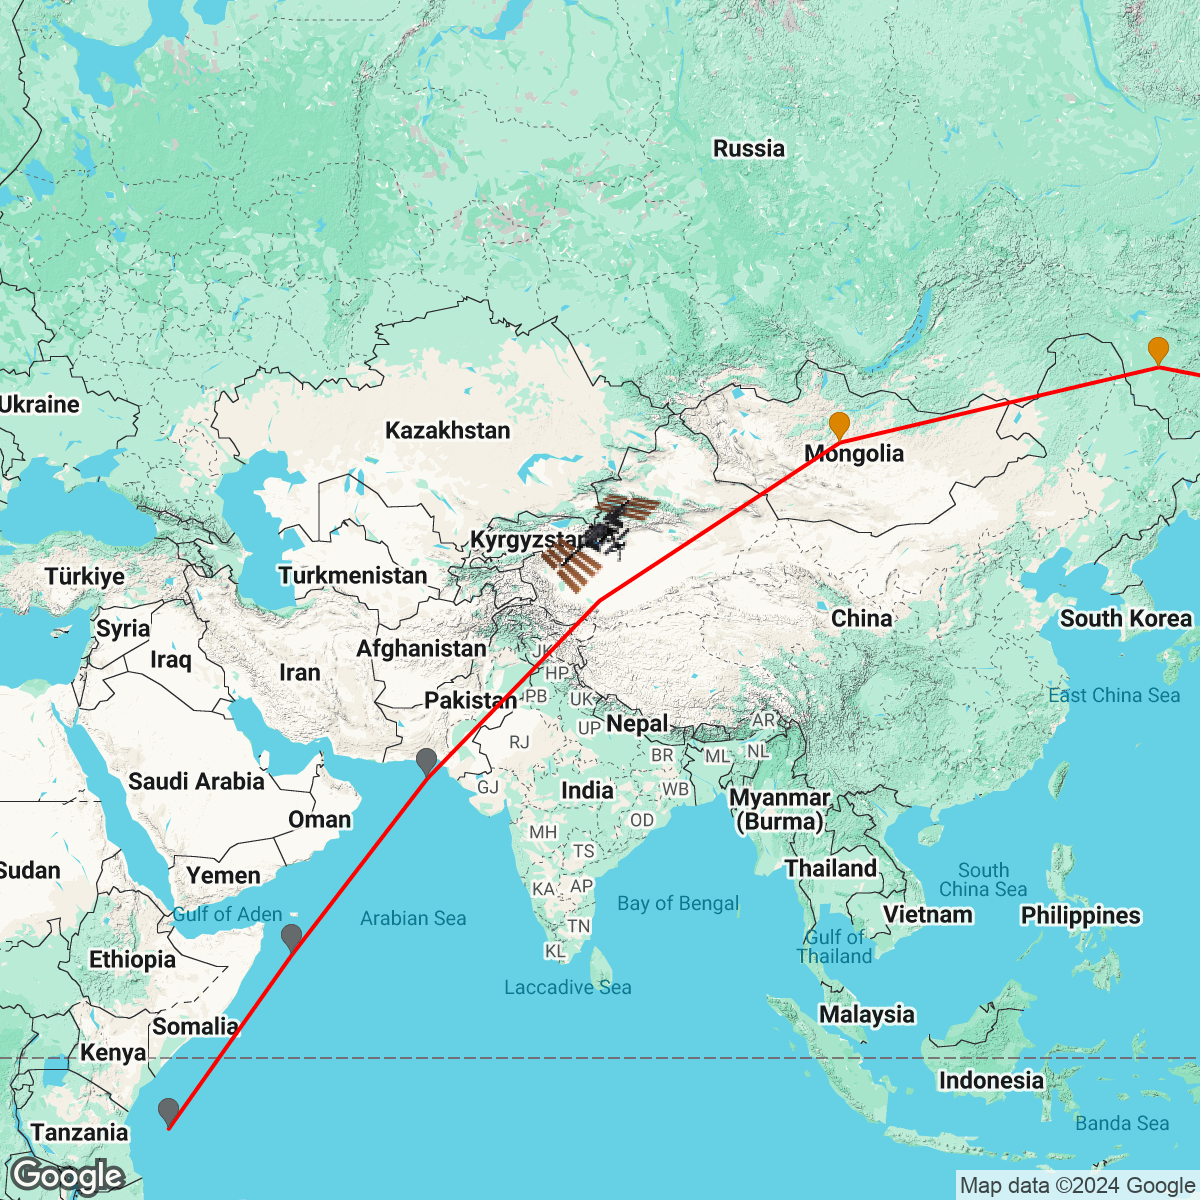 Russia
Ukraine
Kazakhstan
Mongolia
Kyrgyzstan
Türkiye
Turkmenistan
Syria
Afghanistan
China
South Korea
Iraq
Iran
JK
HP
Pakistan
PB
UK
East China Sea
Nepal
AR
UP
RJ
BR
ML
NL
Saudi Arabia
GJ
India
WB
Myanmar
(Burma)
Oman
OD
MH
TS
Sudan
Yemen
Thailand
South
China Sea
KA
AP
Bay of Bengal
Gulf of Aden
Arabian Sea
TN
Vietnam
Philippines
Gulf of
Thailand
KL
Ethiopia
Laccadive Sea
Somalia
Malaysia
Kenya
Indonesia
Tanzania
Banda Sea
Google
Map data ©2024 Google